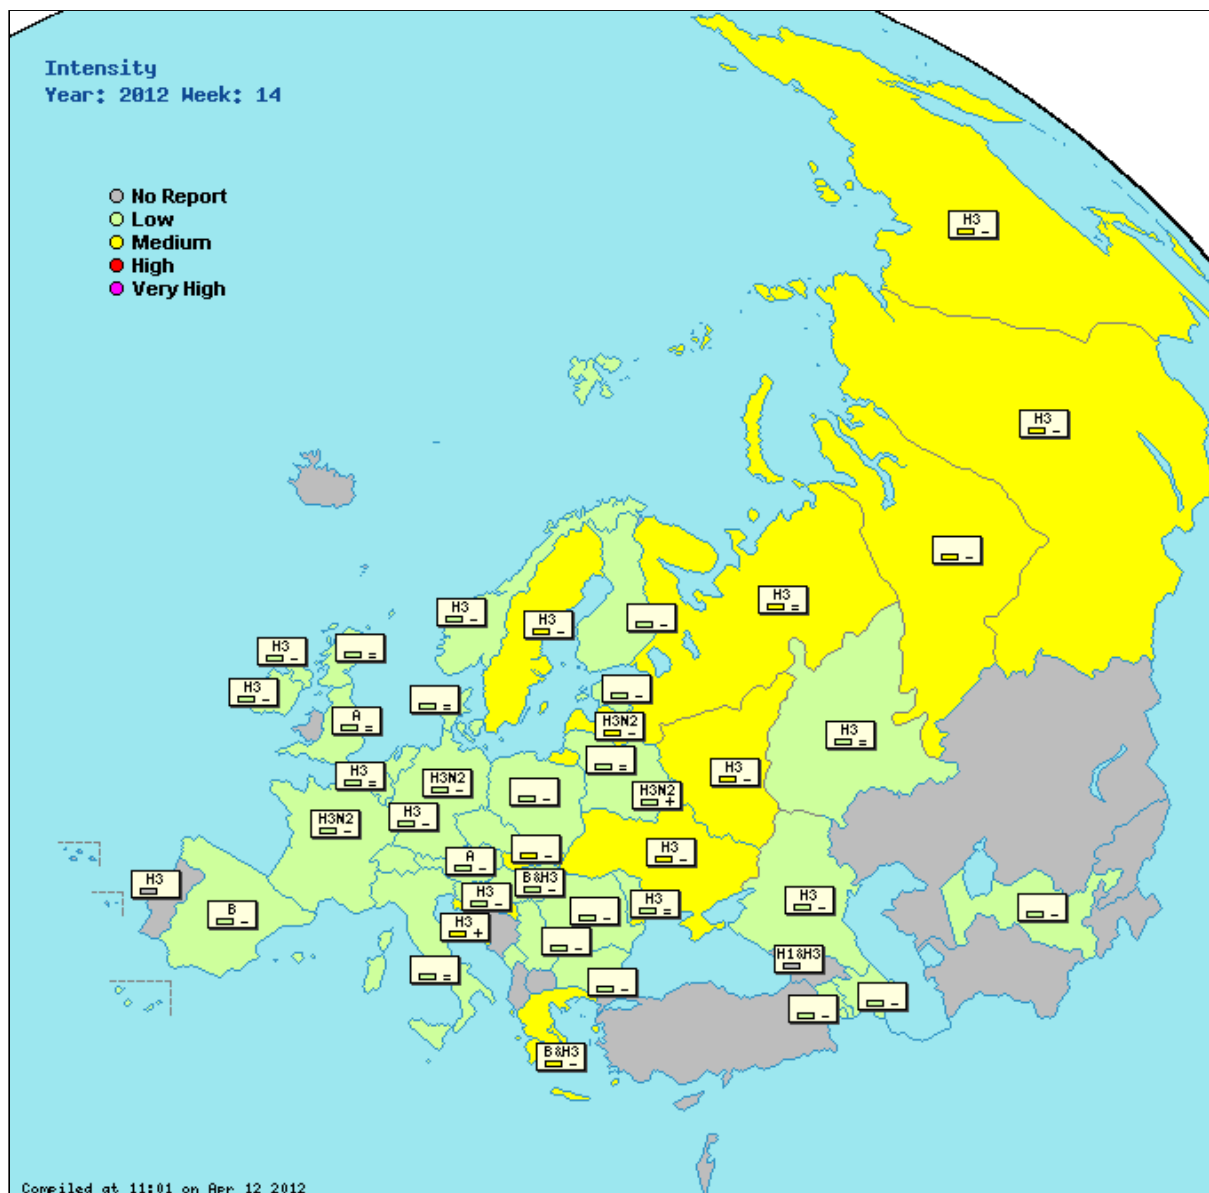 Intensity
Year: 2012 Week: 14
No Report
Low
Medium
High
Very High
H3 -
H3 -
-
H3 =
H3 -
H3 -
-
H3 -
=
H3 -
=
-
A =
H3N2 -
H3 =
=
H3 =
H3N2 -
-
H3 -
H3N2 +
H3 -
H3N2 -
H3 -
-
A -
B&H3 -
H3
H3 -
H3 -
-
H3 =
-
B -
H3 +
-
H1&H3
=
-
-
-
B&H3 -
Compiled at 11:01 on Apr 12 2012